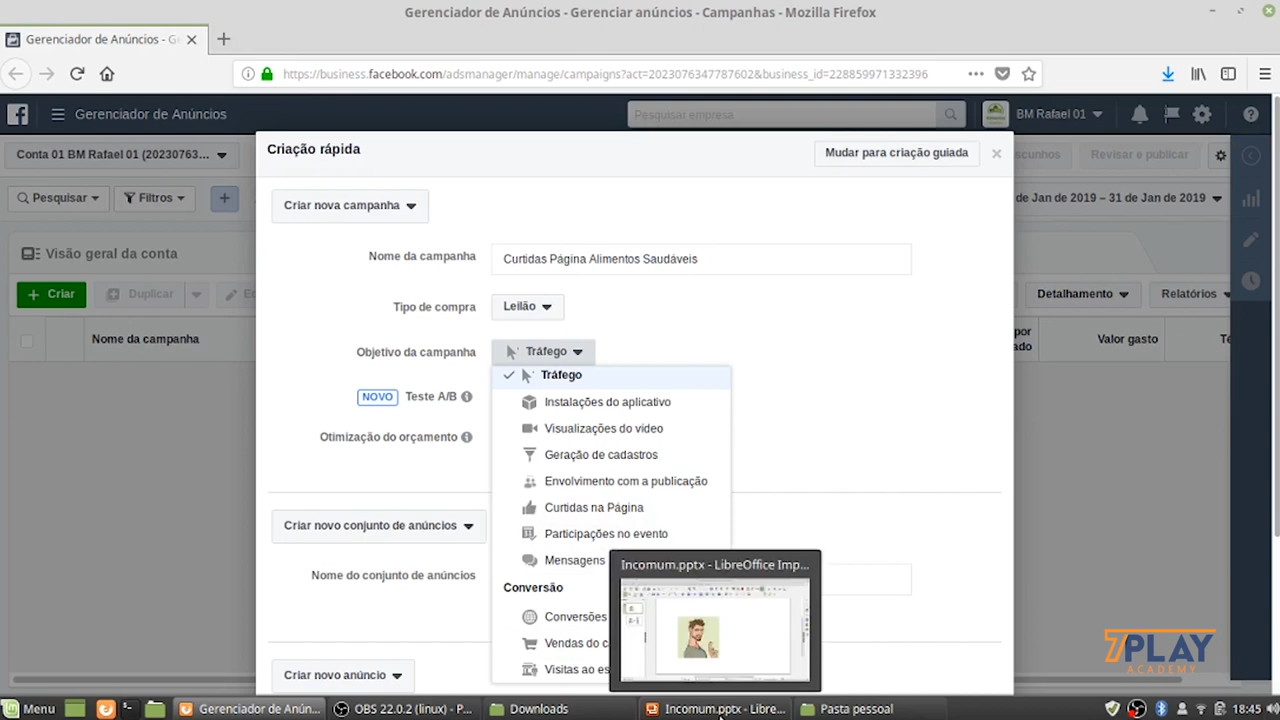 Gerenciador de Anúncios - Gerenciar anúncios - Campanhas - Mozilla Firefox
Gerenciador de Anúncios - G
https://business.facebook.com/adsmanager/manage/campaigns?act=2023076347787602&business_id=228859971332396
Gerenciador de Anúncios
Pesquisar empresa
BM Rafael 01
Criação rápida
Mudar para criação guiada
Conta 01 BM Rafael 01 (20230763...
Revisar e publicar
Pesquisar
Filtros
Criar nova campanha
de Jan de 2019 – 31 de Jan de 2019
Visão geral da conta
Nome da campanha
Curtidas Página Alimentos Saudáveis
Criar
Duplicar
Tipo de compra
Leilão
Detalhamento
Relatórios
Nome da campanha
Valor gasto
Objetivo da campanha
Tráfego
Tráfego
NOVO
Teste A/B
Instalações do aplicativo
Visualizações do vídeo
Otimização do orçamento
Geração de cadastros
Envolvimento com a publicação
Curtidas na Página
Criar novo conjunto de anúncios
Participações no evento
Mensagens
Incomum.pptx - LibreOffice Imp...
Nome do conjunto de anúncios
Conversão
Conversões
Vendas do c
Visitas ao es
Criar novo anúncio
7PLAY
ACADEMY
Menu
Gerenciador de Anún...
OBS 22.0.2 (linux) - P...
Downloads
Incomum.pptx - Libre...
Pasta pessoal
18:45